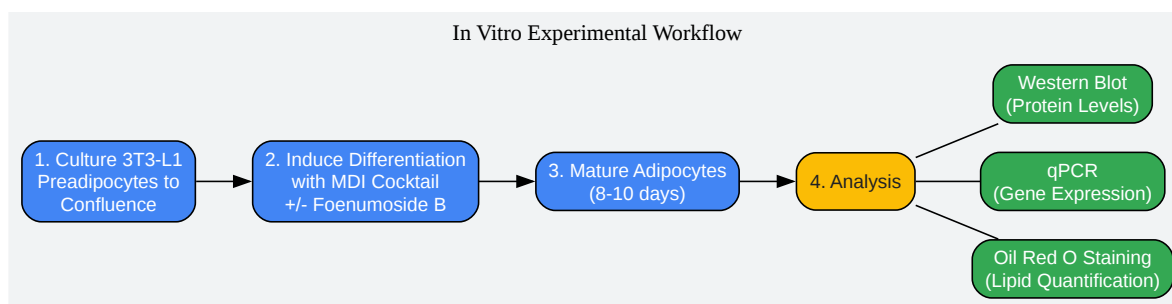 In Vitro Experimental Workflow
1. Culture 3T3-L1
Preadipocytes to
Confluence
2. Induce Differentiation
with MDI Cocktail
+/- Foenumoside B
3. Mature Adipocytes
(8-10 days)
4. Analysis
Western Blot
(Protein Levels)
qPCR
(Gene Expression)
Oil Red O Staining
(Lipid Quantification)